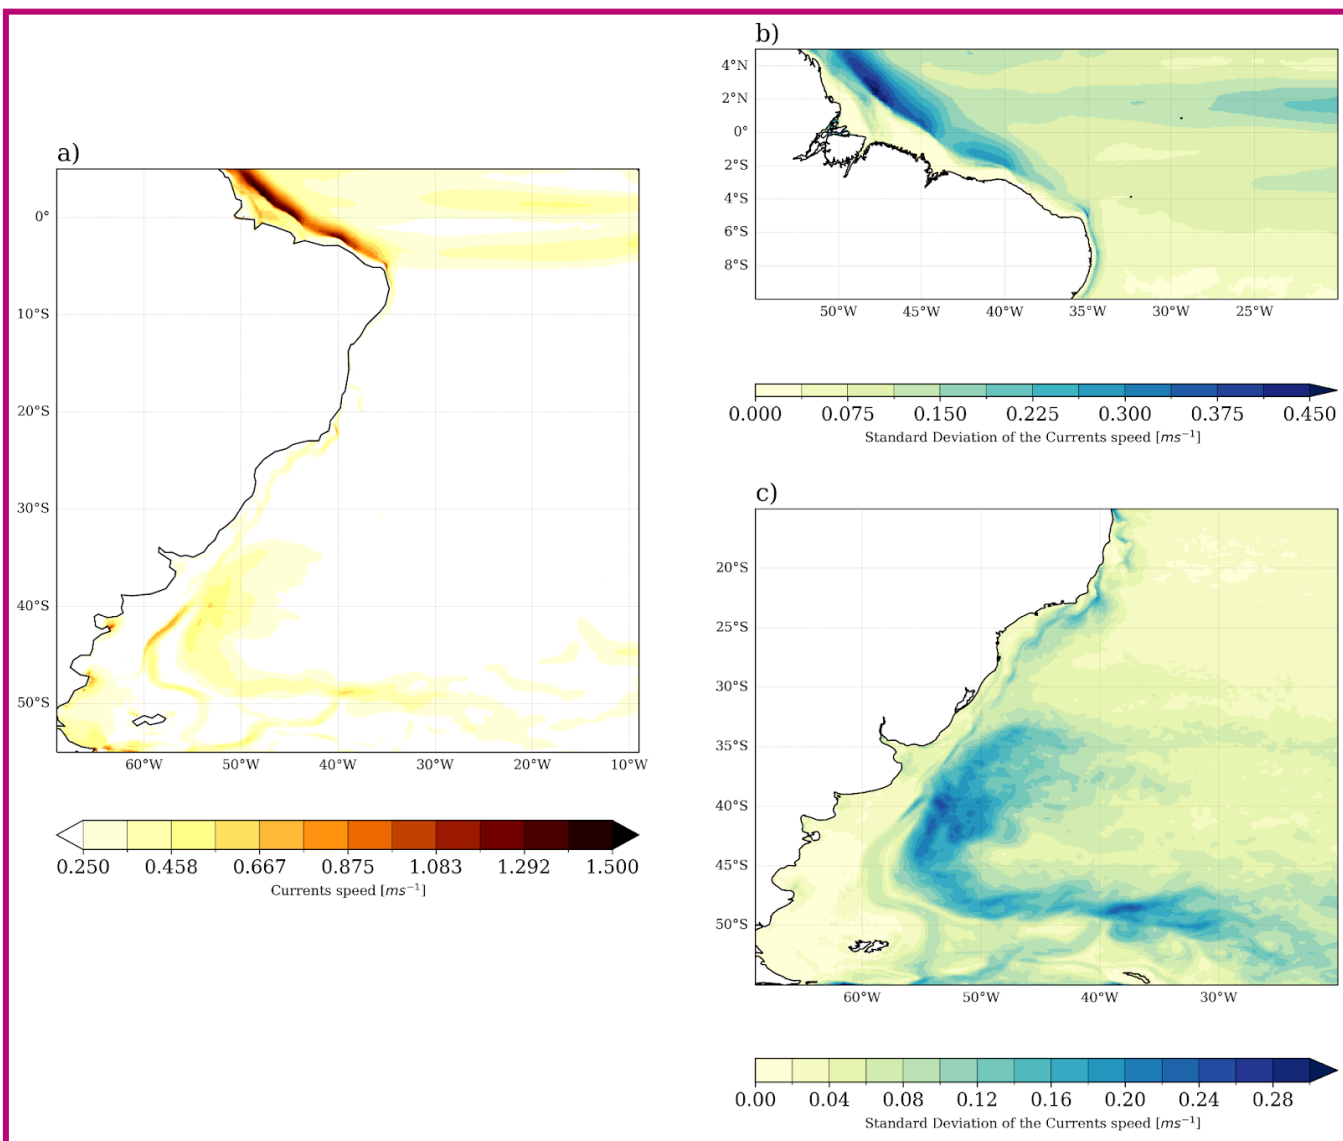 a)
0°
10°S
20°S
30°S
40°S
50°S
60°W 50°W 40°W 30°W 20°W 10°W
0.250 0.458 0.667 0.875 1.083 1.292 1.500
Currents speed [ms⁻¹]
b)
4°N
2°N
0°
2°S
4°S
6°S
8°S
50°W 45°W 40°W 35°W 30°W 25°W
0.000 0.075 0.150 0.225 0.300 0.375 0.450
Standard Deviation of the Currents speed [ms⁻¹]
c)
20°S
25°S
30°S
35°S
40°S
45°S
50°S
60°W 50°W 40°W 30°W
0.00 0.04 0.08 0.12 0.16 0.20 0.24 0.28
Standard Deviation of the Currents speed [ms⁻¹]